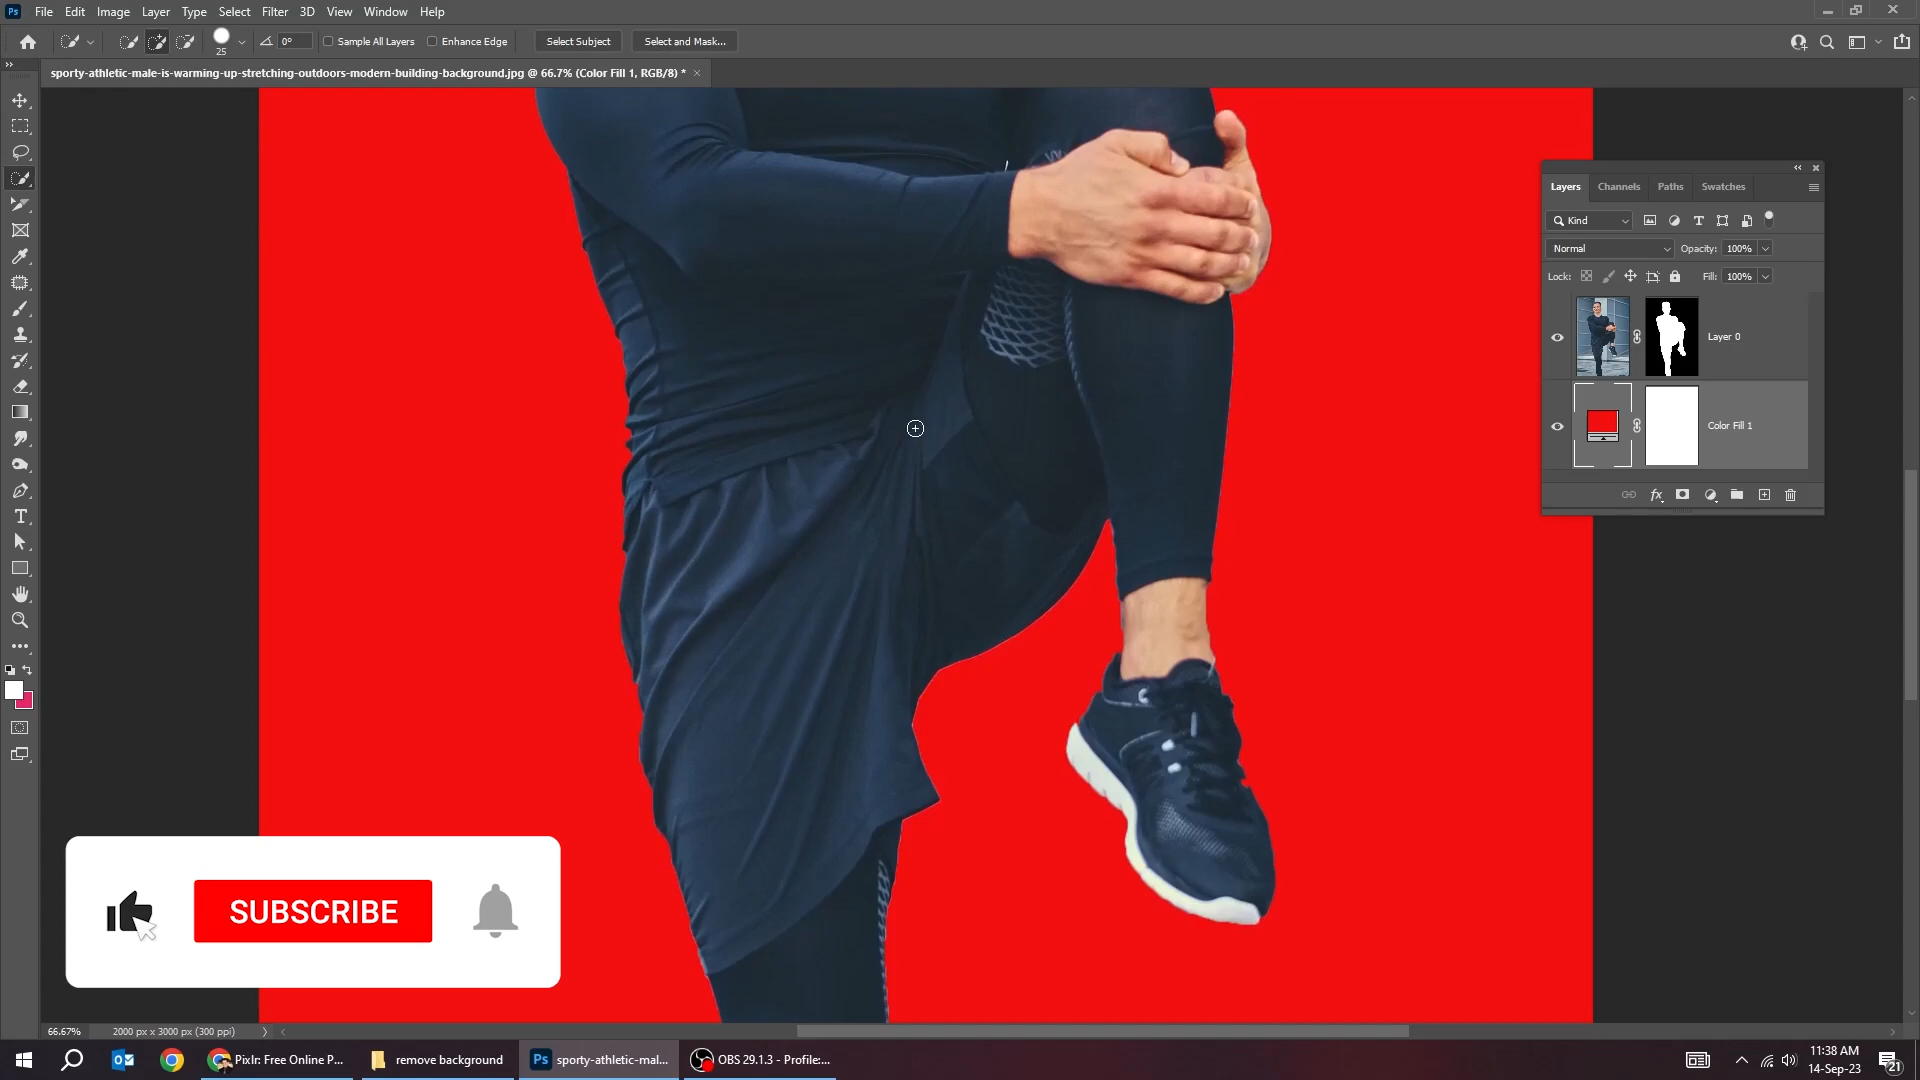 Ps File Edit Image Layer Type Select Filter 3D View Window Help
25 0° Sample All Layers Enhance Edge Select Subject Select and Mask...
sporty-athletic-male-is-warming-up-stretching-outdoors-modern-building-background.jpg @ 66.7% (Color Fill 1, RGB/8) *
Layers Channels Paths Swatches
Kind
Normal Opacity: 100%
Lock: Fill: 100%
Layer 0
Color Fill 1
SUBSCRIBE
66.67% 2000 px x 3000 px (300 ppi)
Pixlr: Free Online P... remove background Ps sporty-athletic-mal... OBS 29.1.3 - Profile:...
11:38 AM
14-Sep-23
21